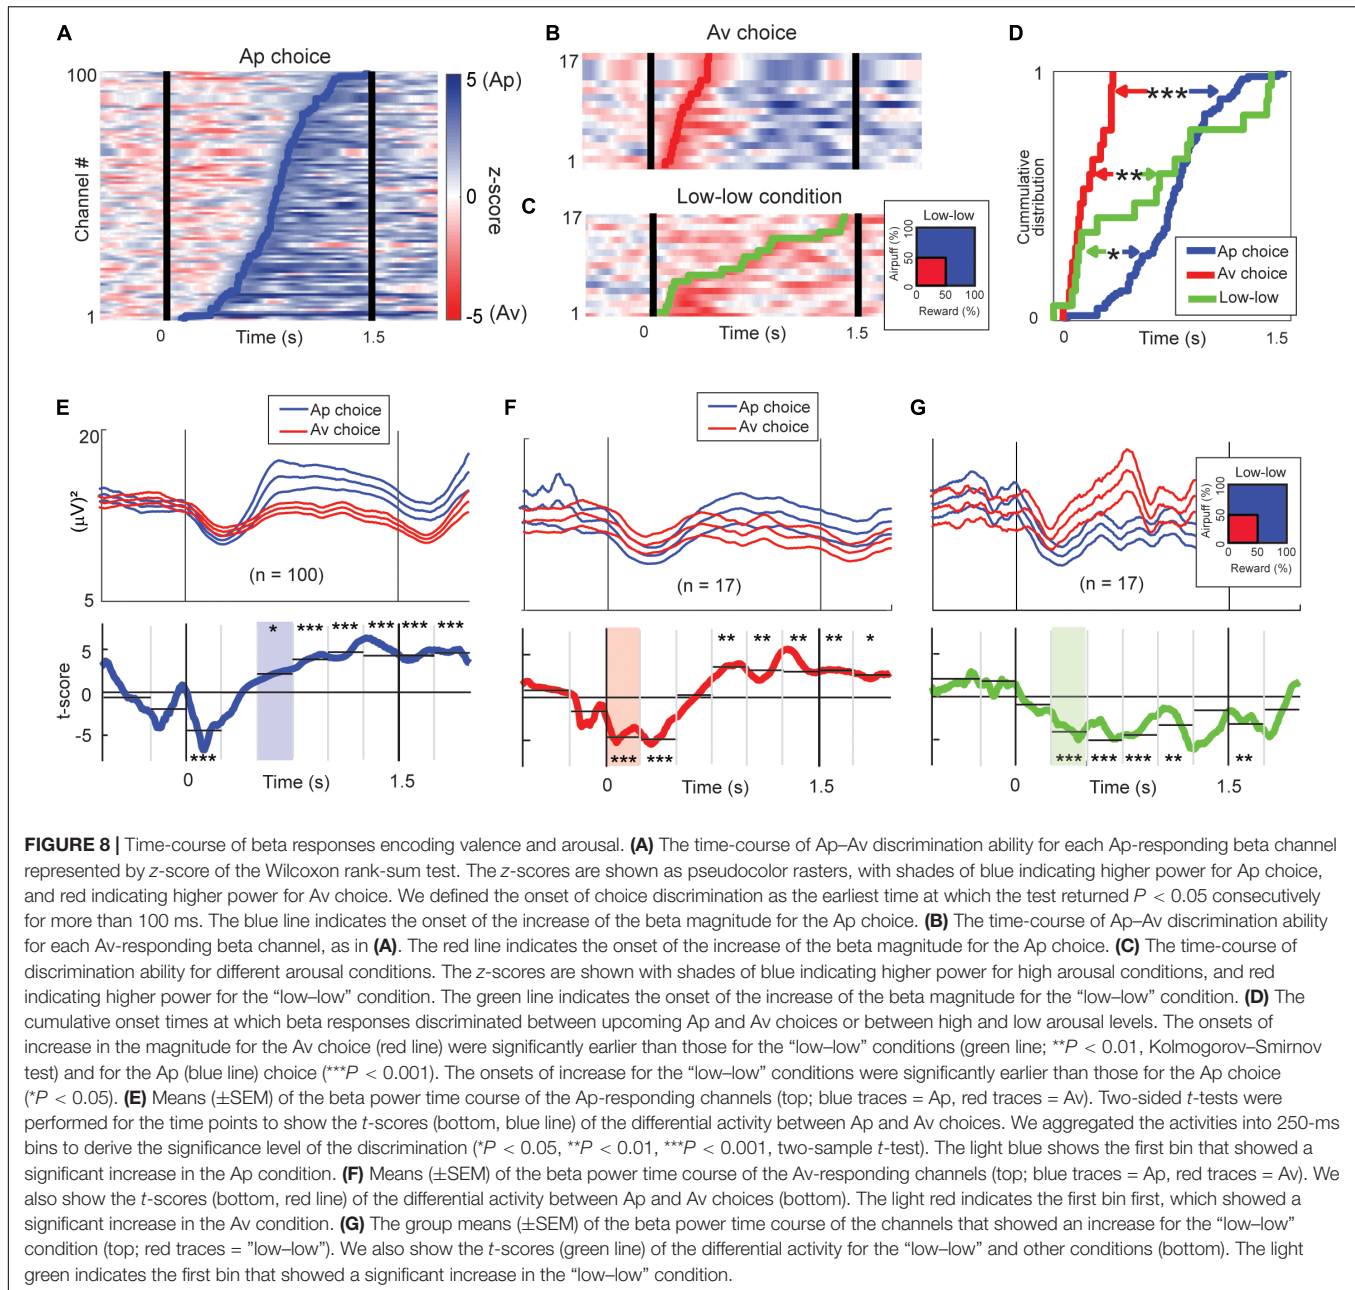 A
Ap choice
100
Channel #
1
0
Time (s)
1.5
5 (Ap)
z-score
0
-5 (Av)
B
Av choice
17
1
C
Low-low condition
17
1
0
Time (s)
1.5
Low-low
Airpuff (%)
100
50
0
0
50
100
Reward (%)
D
1
Cummulative
distribution
0
***
**
*
Ap choice
Av choice
Low-low
0
Time (s)
1.5
E
Ap choice
Av choice
20
(μV)²
5
(n = 100)
* *** *** *** *** ***
5
t-score
0
-5
***
0
Time (s)
1.5
F
Ap choice
Av choice
(n = 17)
** ** ** ** *
*** ***
0
Time (s)
1.5
G
Low-low
Airpuff (%)
100
50
0
0
50
100
Reward (%)
(n = 17)
*** *** *** ** **
0
Time (s)
1.5
FIGURE 8 | Time-course of beta responses encoding valence and arousal. (A) The time-course of Ap–Av discrimination ability for each Ap-responding beta channel
represented by z-score of the Wilcoxon rank-sum test. The z-scores are shown as pseudocolor rasters, with shades of blue indicating higher power for Ap choice,
and red indicating higher power for Av choice. We defined the onset of choice discrimination as the earliest time at which the test returned P < 0.05 consecutively
for more than 100 ms. The blue line indicates the onset of the increase of the beta magnitude for the Ap choice. (B) The time-course of Ap–Av discrimination ability
for each Av-responding beta channel, as in (A). The red line indicates the onset of the increase of the beta magnitude for the Ap choice. (C) The time-course of
discrimination ability for different arousal conditions. The z-scores are shown with shades of blue indicating higher power for high arousal conditions, and red
indicating higher power for the “low–low” condition. The green line indicates the onset of the increase of the beta magnitude for the “low–low” condition. (D) The
cumulative onset times at which beta responses discriminated between upcoming Ap and Av choices or between high and low arousal levels. The onsets of
increase in the magnitude for the Av choice (red line) were significantly earlier than those for the “low–low” conditions (green line; **P < 0.01, Kolmogorov–Smirnov
test) and for the Ap (blue line) choice (***P < 0.001). The onsets of increase for the “low–low” conditions were significantly earlier than those for the Ap choice
(*P < 0.05). (E) Means (±SEM) of the beta power time course of the Ap-responding channels (top; blue traces = Ap, red traces = Av). Two-sided t-tests were
performed for the time points to show the t-scores (bottom, blue line) of the differential activity between Ap and Av choices. We aggregated the activities into 250-ms
bins to derive the significance level of the discrimination (*P < 0.05, **P < 0.01, ***P < 0.001, two-sample t-test). The light blue shows the first bin that showed a
significant increase in the Ap condition. (F) Means (±SEM) of the beta power time course of the Av-responding channels (top; blue traces = Ap, red traces = Av). We
also show the t-scores (bottom, red line) of the differential activity between Ap and Av choices (bottom). The light red indicates the first bin first, which showed a
significant increase in the Av condition. (G) The group means (±SEM) of the beta power time course of the channels that showed an increase for the “low–low”
condition (top; red traces = ”low–low”). We also show the t-scores (green line) of the differential activity for the “low–low” and other conditions (bottom). The light
green indicates the first bin that showed a significant increase in the “low–low” condition.